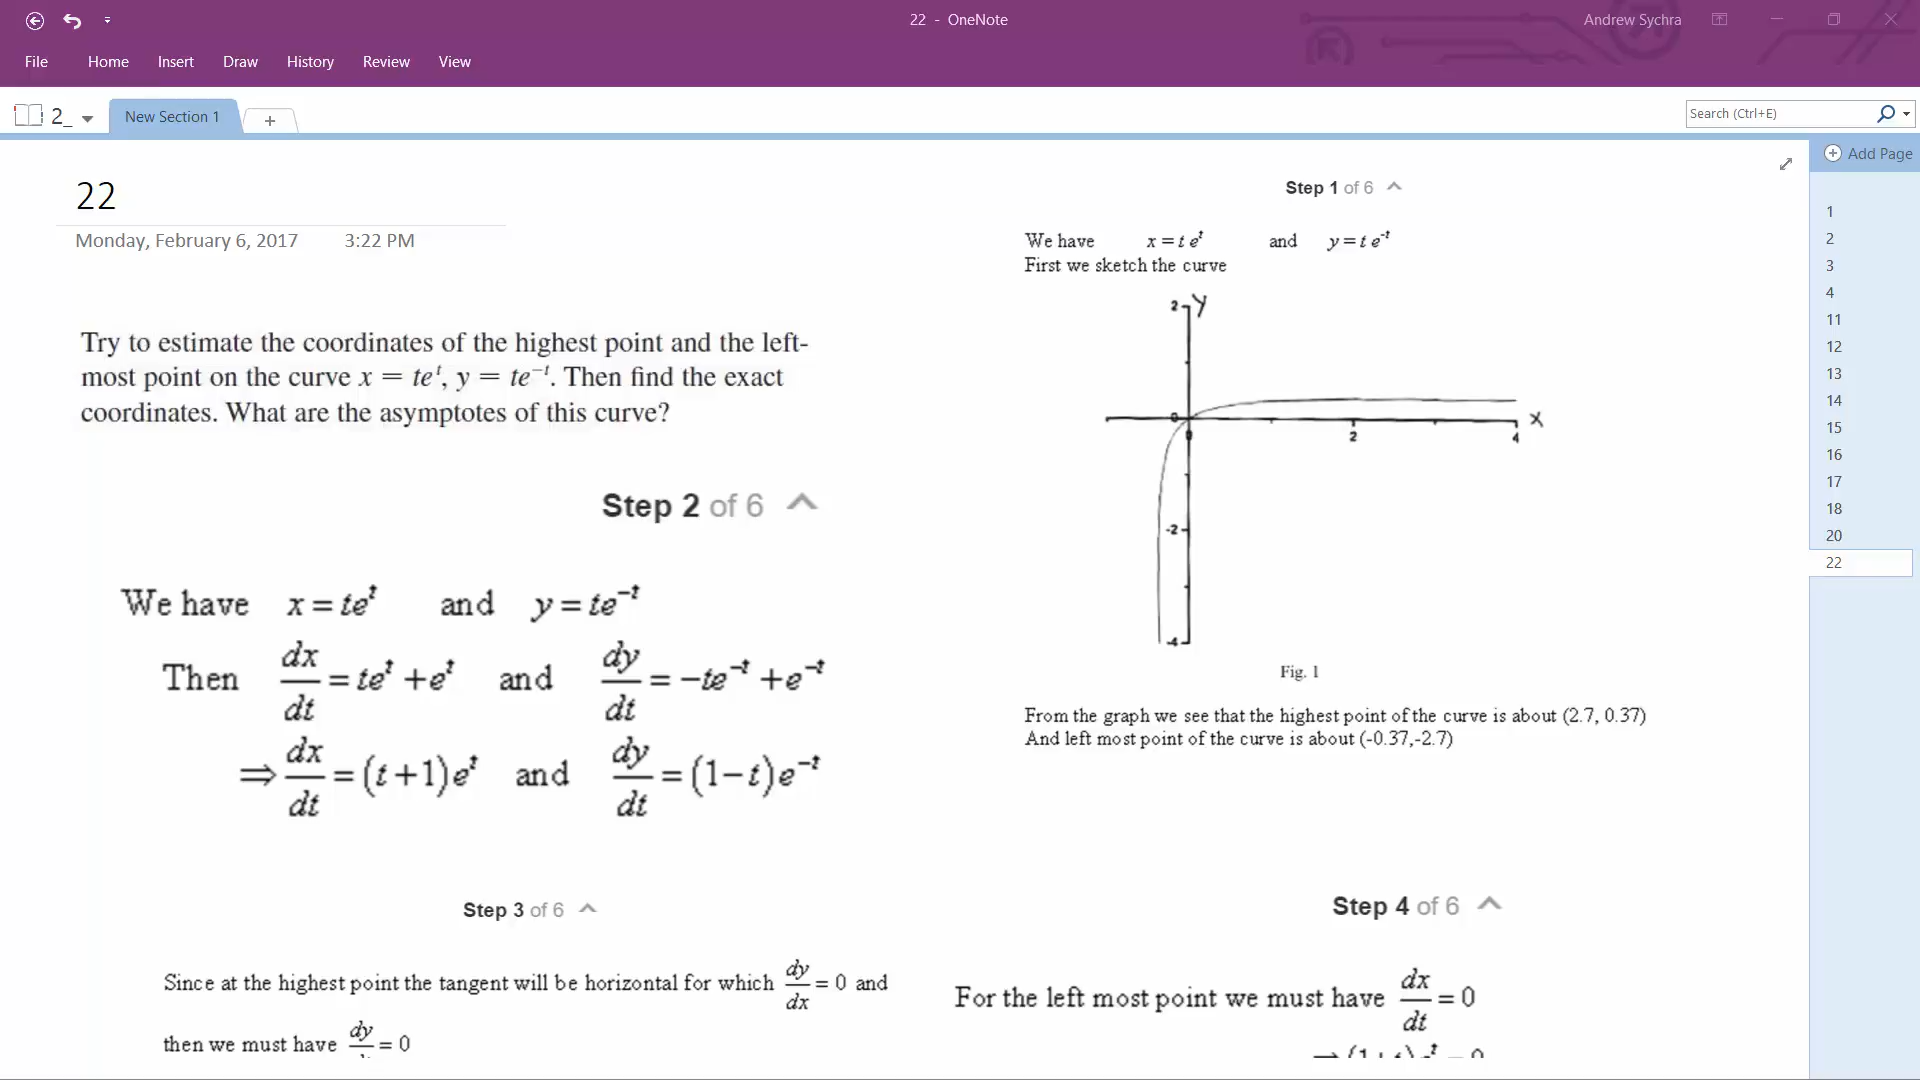 22 - OneNote
Andrew Sychra
File Home Insert Draw History Review View
2_ New Section 1 +
Search (Ctrl+E)
Add Page
22
Monday, February 6, 2017 3:22 PM
Try to estimate the coordinates of the highest point and the left-
most point on the curve x = te^t, y = te^−t. Then find the exact
coordinates. What are the asymptotes of this curve?
Step 2 of 6
We have x = te^t and y = te^−t
Then dx/dt = te^t + e^t and dy/dt = −te^−t + e^−t
⇒ dx/dt = (t+1)e^t and dy/dt = (1−t)e^−t
Step 3 of 6
Since at the highest point the tangent will be horizontal for which dy/dx = 0 and
then we must have dy/ = 0
Step 1 of 6
We have x = t e^t and y = t e^-t
First we sketch the curve
2 Y
0
X
0 2 4
-2
-4
Fig. 1
From the graph we see that the highest point of the curve is about (2.7, 0.37)
And left most point of the curve is about (-0.37,-2.7)
Step 4 of 6
For the left most point we must have dx/dt = 0
1
2
3
4
11
12
13
14
15
16
17
18
20
22